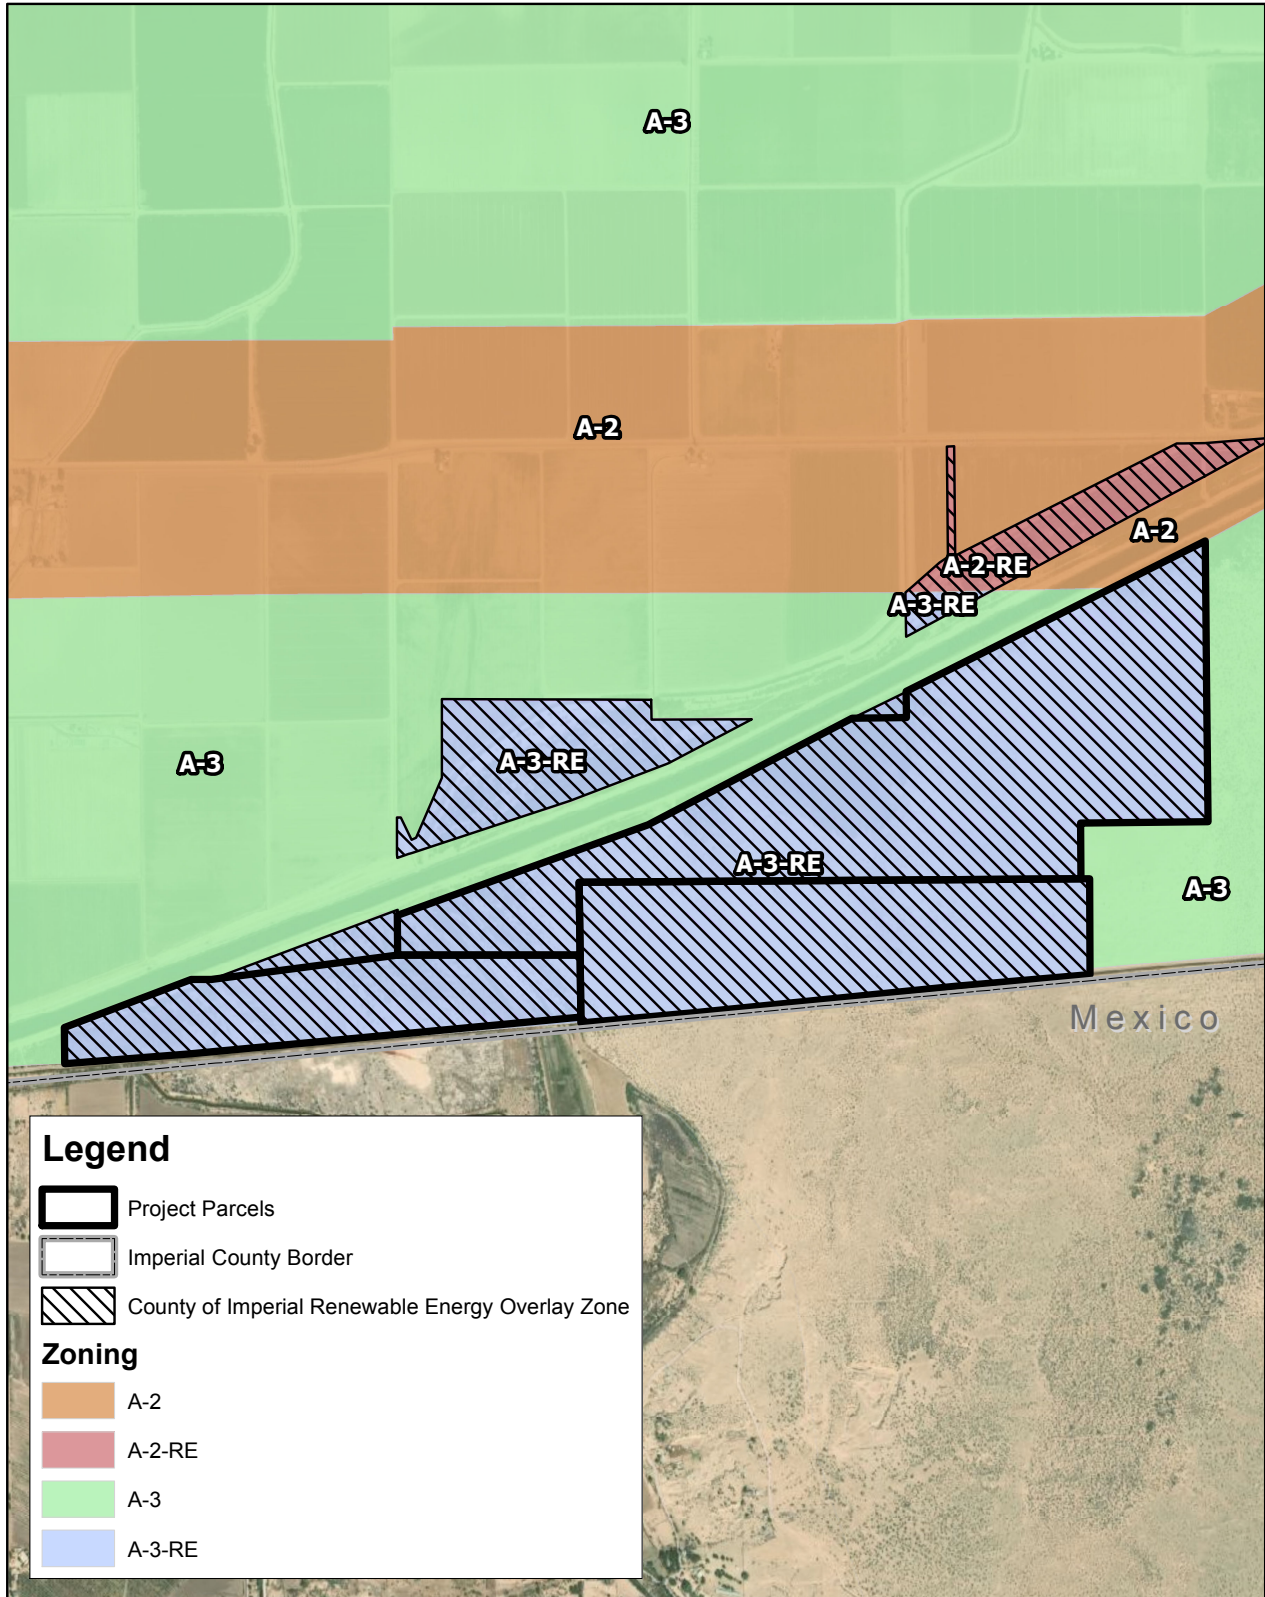 A-3
A-2
A-2
A-2-RE
A-3-RE
A-3
A-3-RE
A-3-RE
A-3
Mexico
Legend
Project Parcels
Imperial County Border
County of Imperial Renewable Energy Overlay Zone
Zoning
A-2
A-2-RE
A-3
A-3-RE